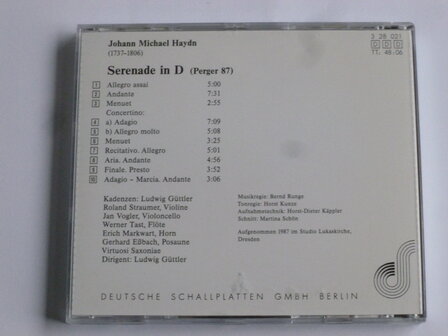 Johann Michael Haydn
(1737-1806)
3 28 021
D D D
TT: 48:06
Serenade in D (Perger 87)
1 Allegro assai 5:00
2 Andante 7:31
3 Menuet 2:55
Concertino:
4 a) Adagio 7:09
5 b) Allegro molto 5:08
6 Menuet 3:25
7 Recitativo. Allegro 5:01
8 Aria. Andante 4:56
9 Finale. Presto 3:52
10 Adagio – Marcia. Andante 3:06
Kadenzen: Ludwig Güttler
Roland Straumer, Violine
Jan Vogler, Violoncello
Werner Tast, Flöte
Erich Markwart, Horn
Gerhard Eßbach, Posaune
Virtuosi Saxoniae
Dirigent: Ludwig Güttler
Musikregie: Bernd Runge
Tonregie: Horst Kunze
Aufnahmetechnik: Horst-Dieter Käppler
Schnitt: Martina Schön
Aufgenommen 1987 im Studio Lukaskirche,
Dresden
DEUTSCHE SCHALLPLATTEN GMBH BERLIN